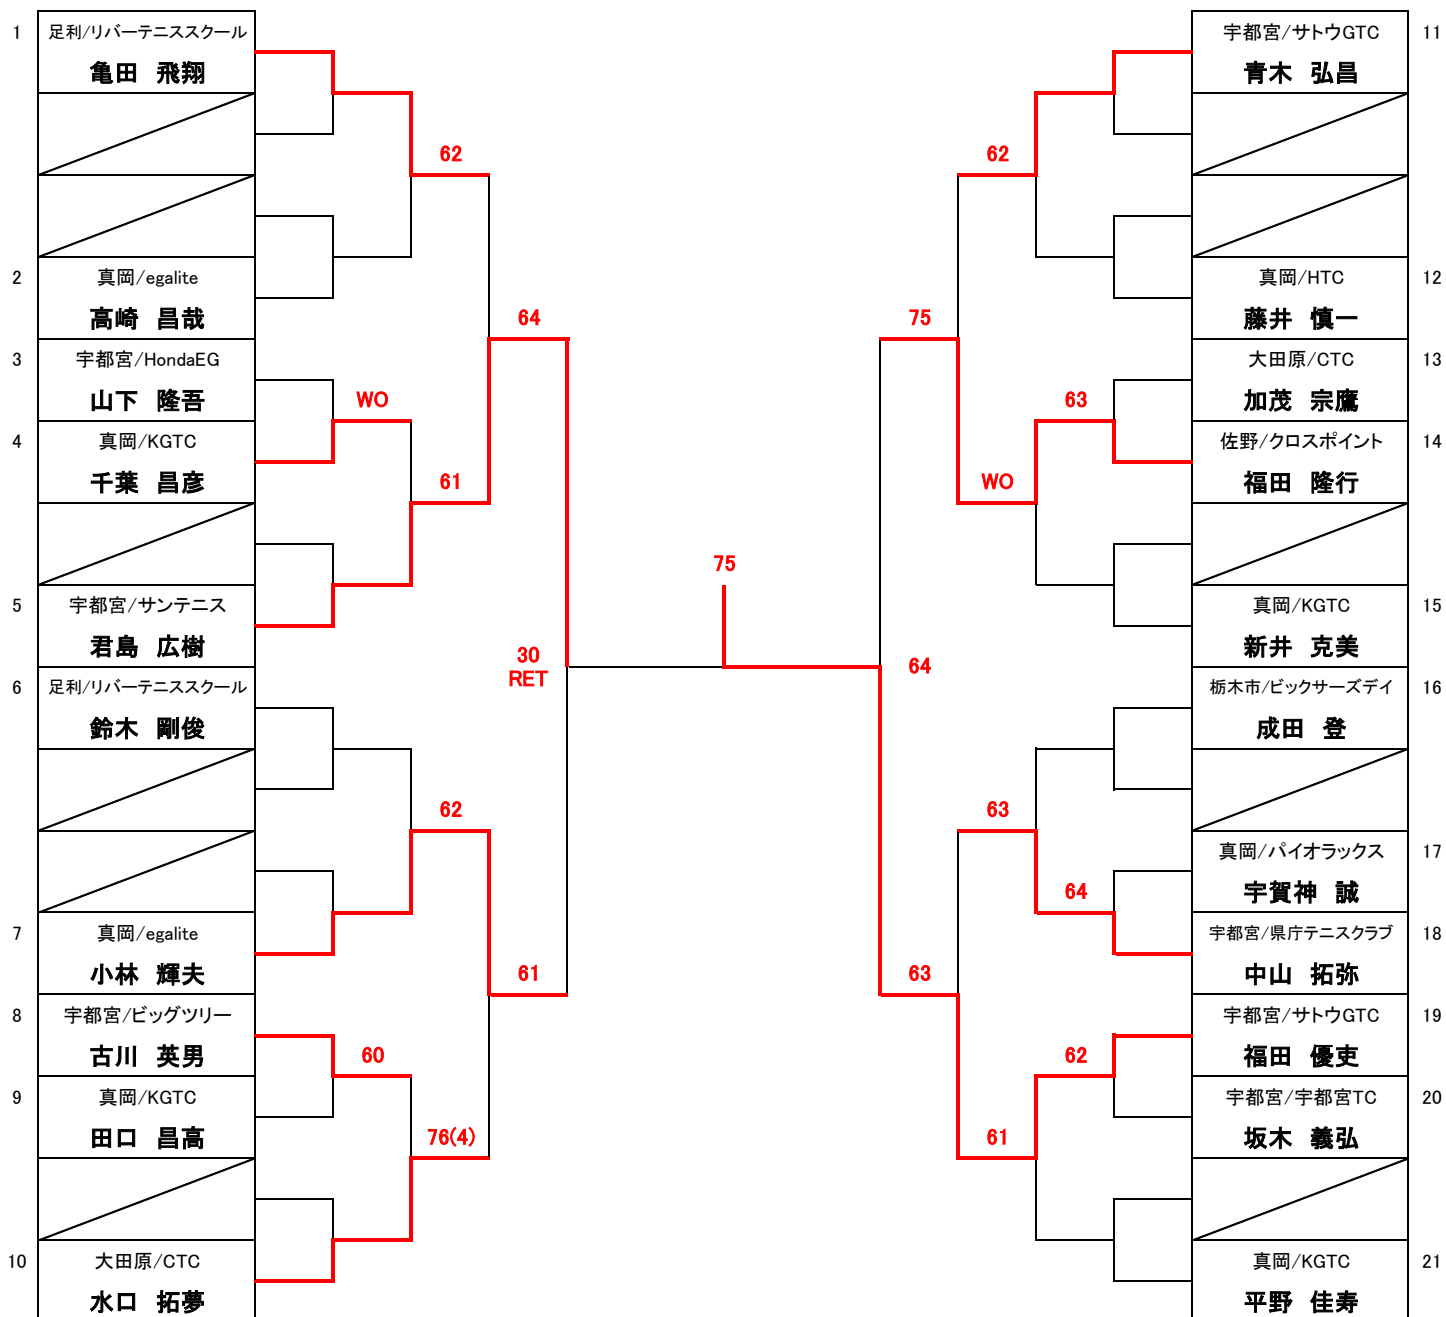 1
足利/リバーテニススクール
亀田 飛翔
2
真岡/egalite
高崎 昌哉
3
宇都宮/HondaEG
山下 隆吾
4
真岡/KGTC
千葉 昌彦
5
宇都宮/サンテニス
君島 広樹
6
足利/リバーテニススクール
鈴木 剛俊
7
真岡/egalite
小林 輝夫
8
宇都宮/ビッグツリー
古川 英男
9
真岡/KGTC
田口 昌高
10
大田原/CTC
水口 拓夢
62
WO
61
62
60
76(4)
64
61
30
RET
75
64
75
63
62
WO
63
61
63
64
62
宇都宮/サトウGTC
11
青木 弘昌
真岡/HTC
12
藤井 慎一
大田原/CTC
13
加茂 宗鷹
佐野/クロスポイント
14
福田 隆行
真岡/KGTC
15
新井 克美
栃木市/ビックサーズデイ
16
成田 登
真岡/パイオラックス
17
宇賀神 誠
宇都宮/県庁テニスクラブ
18
中山 拓弥
宇都宮/サトウGTC
19
福田 優吏
宇都宮/宇都宮TC
20
坂木 義弘
真岡/KGTC
21
平野 佳寿